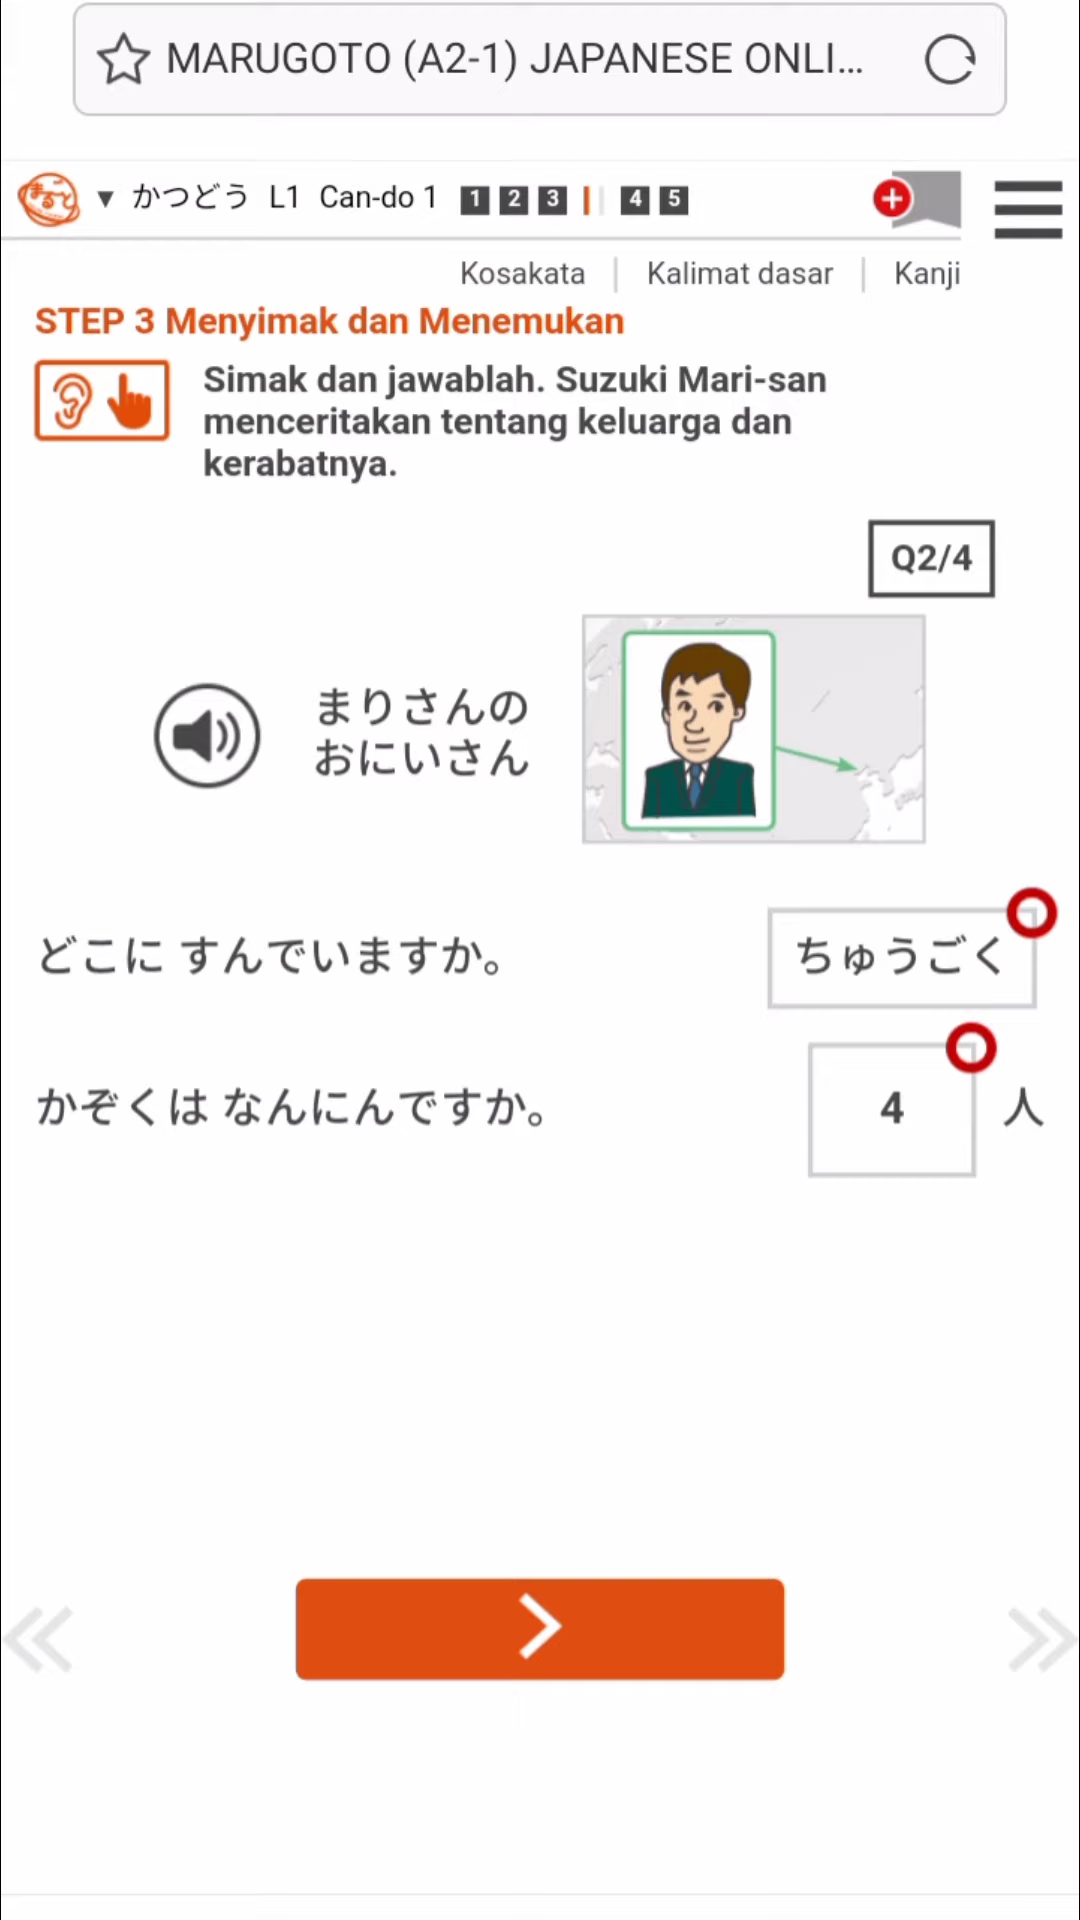 MARUGOTO (A2-1) JAPANESE ONLI...
まるごと
▼ かつどう L1 Can-do 1 1 2 3 4 5
Kosakata | Kalimat dasar | Kanji
STEP 3 Menyimak dan Menemukan
Simak dan jawablah. Suzuki Mari-san
menceritakan tentang keluarga dan
kerabatnya.
Q2/4
まりさんの
おにいさん
どこに すんでいますか。 ちゅうごく
かぞくは なんにんですか。 4 人